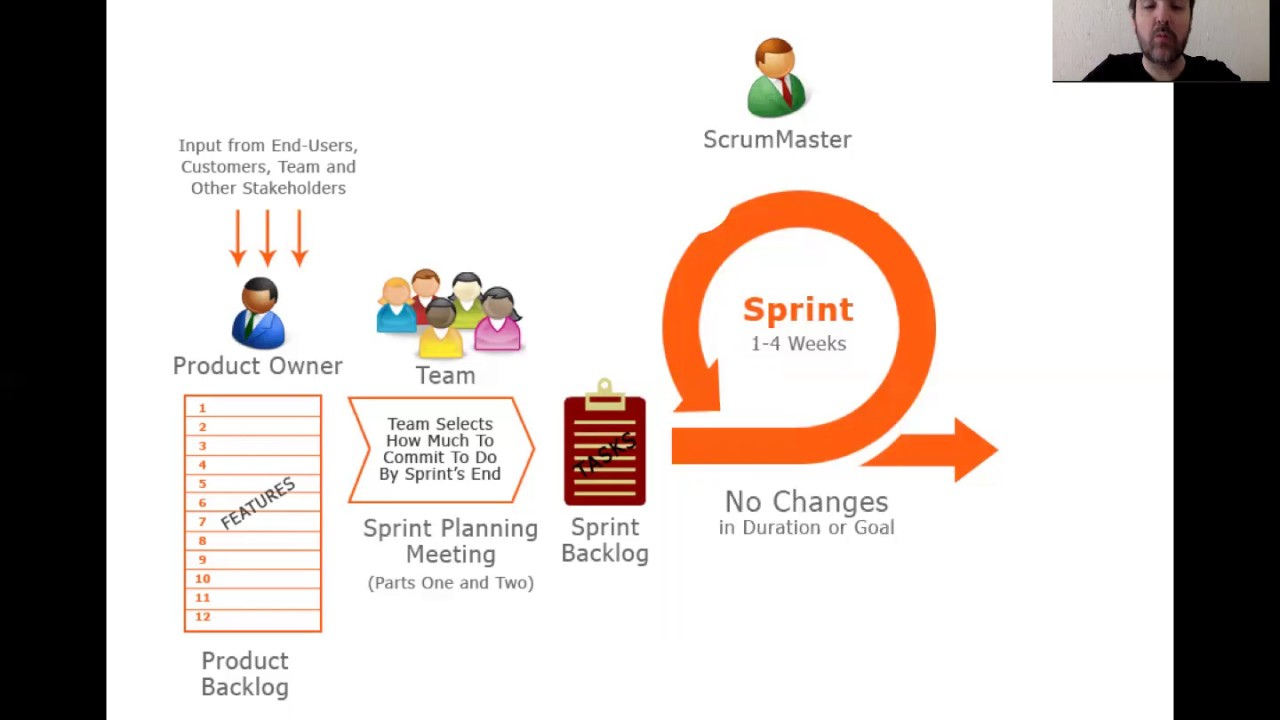 ScrumMaster
Input from End-Users,
Customers, Team and
Other Stakeholders
Product Owner
Team
1
2
3
4
5
6
7
8
9
10
11
12
FEATURES
Product
Backlog
Team Selects
How Much To
Commit To Do
By Sprint's End
Sprint Planning
Meeting
(Parts One and Two)
TASKS
Sprint
Backlog
Sprint
1-4 Weeks
No Changes
in Duration or Goal